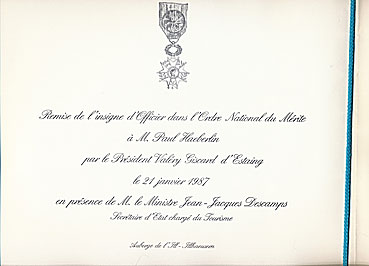 Remise de l'insigne d'Officier dans l'Ordre National du Mérite
à M. Paul Haeberlin
par le Président Valéry Giscard d'Estaing
le 21 janvier 1987
en présence de M. le Ministre Jean-Jacques Descamps
Secrétaire d'Etat chargé du Tourisme
Auberge de l'Ill - Illhaeusern